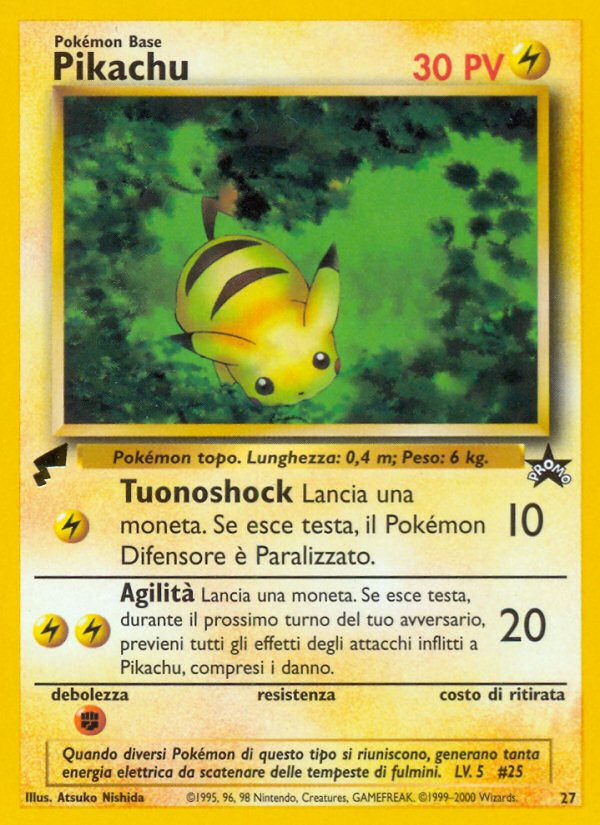 Pokémon Base
Pikachu 30 PV
Pokémon topo. Lunghezza: 0,4 m; Peso: 6 kg.
PROMO
Tuonoshock Lancia una
moneta. Se esce testa, il Pokémon
Difensore è Paralizzato.
10
Agilità Lancia una moneta. Se esce testa,
durante il prossimo turno del tuo avversario,
previeni tutti gli effetti degli attacchi inflitti a
Pikachu, compresi i danno.
20
debolezza resistenza costo di ritirata
Quando diversi Pokémon di questo tipo si riuniscono, generano tanta
energia elettrica da scatenare delle tempeste di fulmini. LV. 5 #25
Illus. Atsuko Nishida ©1995, 96, 98 Nintendo, Creatures, GAMEFREAK. ©1999-2000 Wizards. 27